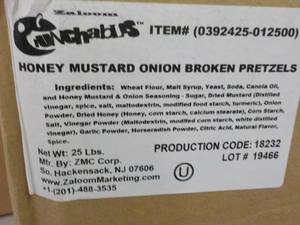 Zaloom
Crunchabus™ ITEM# (0392425-012500)
HONEY MUSTARD ONION BROKEN PRETZELS
Ingredients: Wheat Flour, Malt Syrup, Yeast, Soda, Canola Oil,
and Honey Mustard & Onion Seasoning - Sugar, Dried Mustard (Distilled
vinegar, spice, salt, maltodextrin, modified food starch, turmeric), Onion
Powder, Dried Honey (Honey, corn starch, calcium stearate), Corn Starch,
Salt, Vinegar Powder (Maltodextrin, modifed corn starch, white distilled
vinegar), Garlic Powder, Horseradish Powder, Citric Acid, Natural Flavor,
Spice.
Net Wt: 25 Lbs. PRODUCTION CODE: 18232
Mfr. By: ZMC Corp. LOT # 19466
So. Hackensack, NJ 07606
www.ZaloomMarketing.com
+1-(201)-488-3535